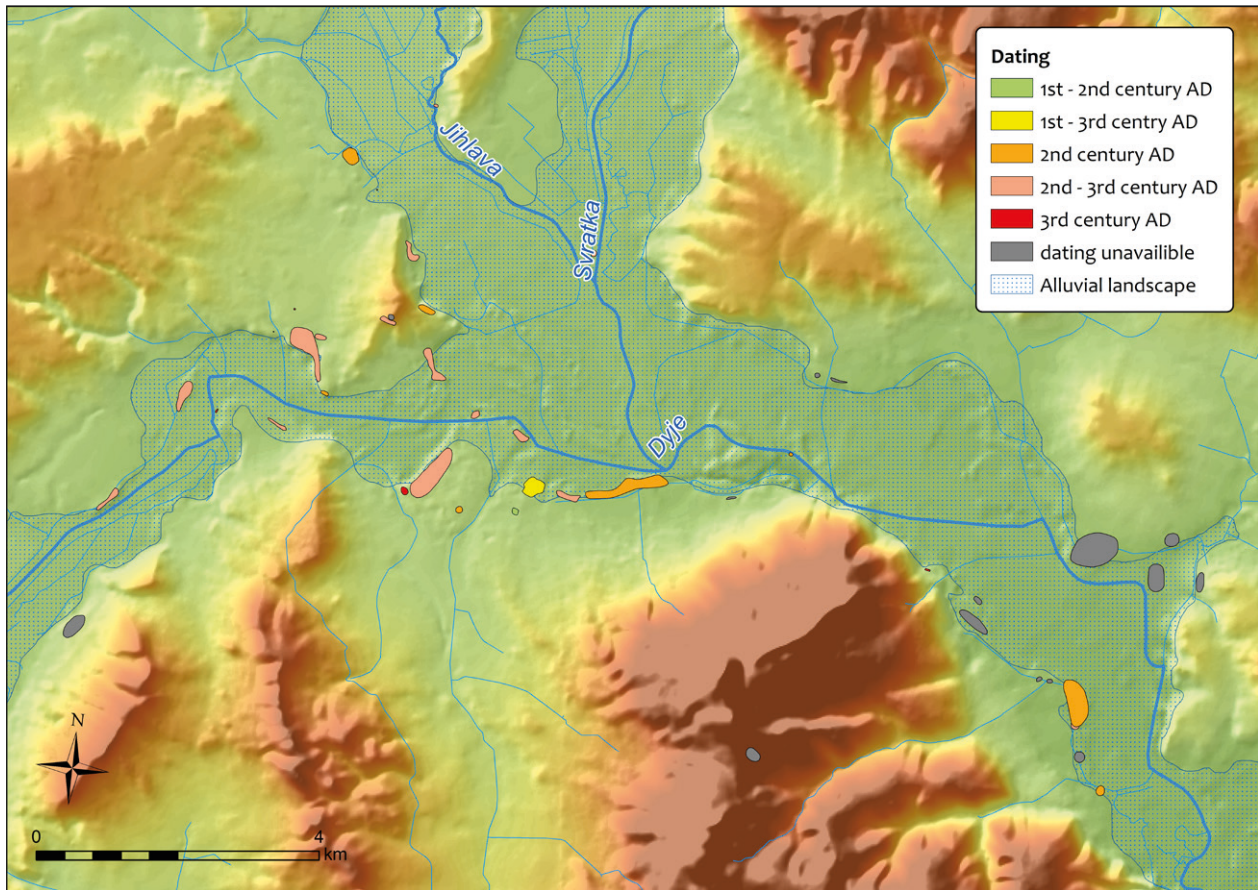 Dating
1st - 2nd century AD
1st - 3rd centry AD
2nd century AD
2nd - 3rd century AD
3rd century AD
dating unavailible
Alluvial landscape
Jihlava
Svratka
Dyje
N
0 4
km